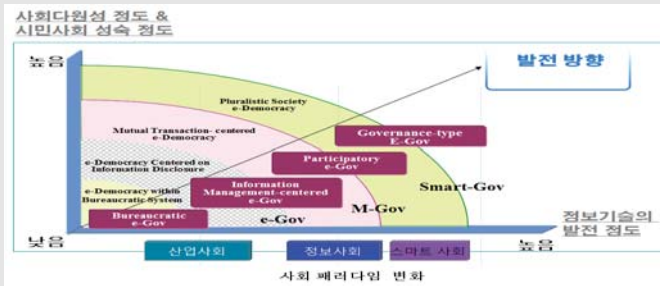 사회다원성 정도 &
시민사회 성숙 정도
높음
발전 방향
Pluralistic Society
e-Democracy
Mutual Transaction- centered
e-Democracy
Governance-type
E-Gov
e-Democracy Centered on
Information Disclosure
Participatory
e-Gov
Information
Management-centered
e-Gov
Smart-Gov
e-Democracy within
Bureaucratic System
M-Gov
Bureaucratic
e-Gov
e-Gov
정보기술의
발전 정도
낮음
산업사회
정보사회
스마트 사회
높음
사회 패러다임 변화